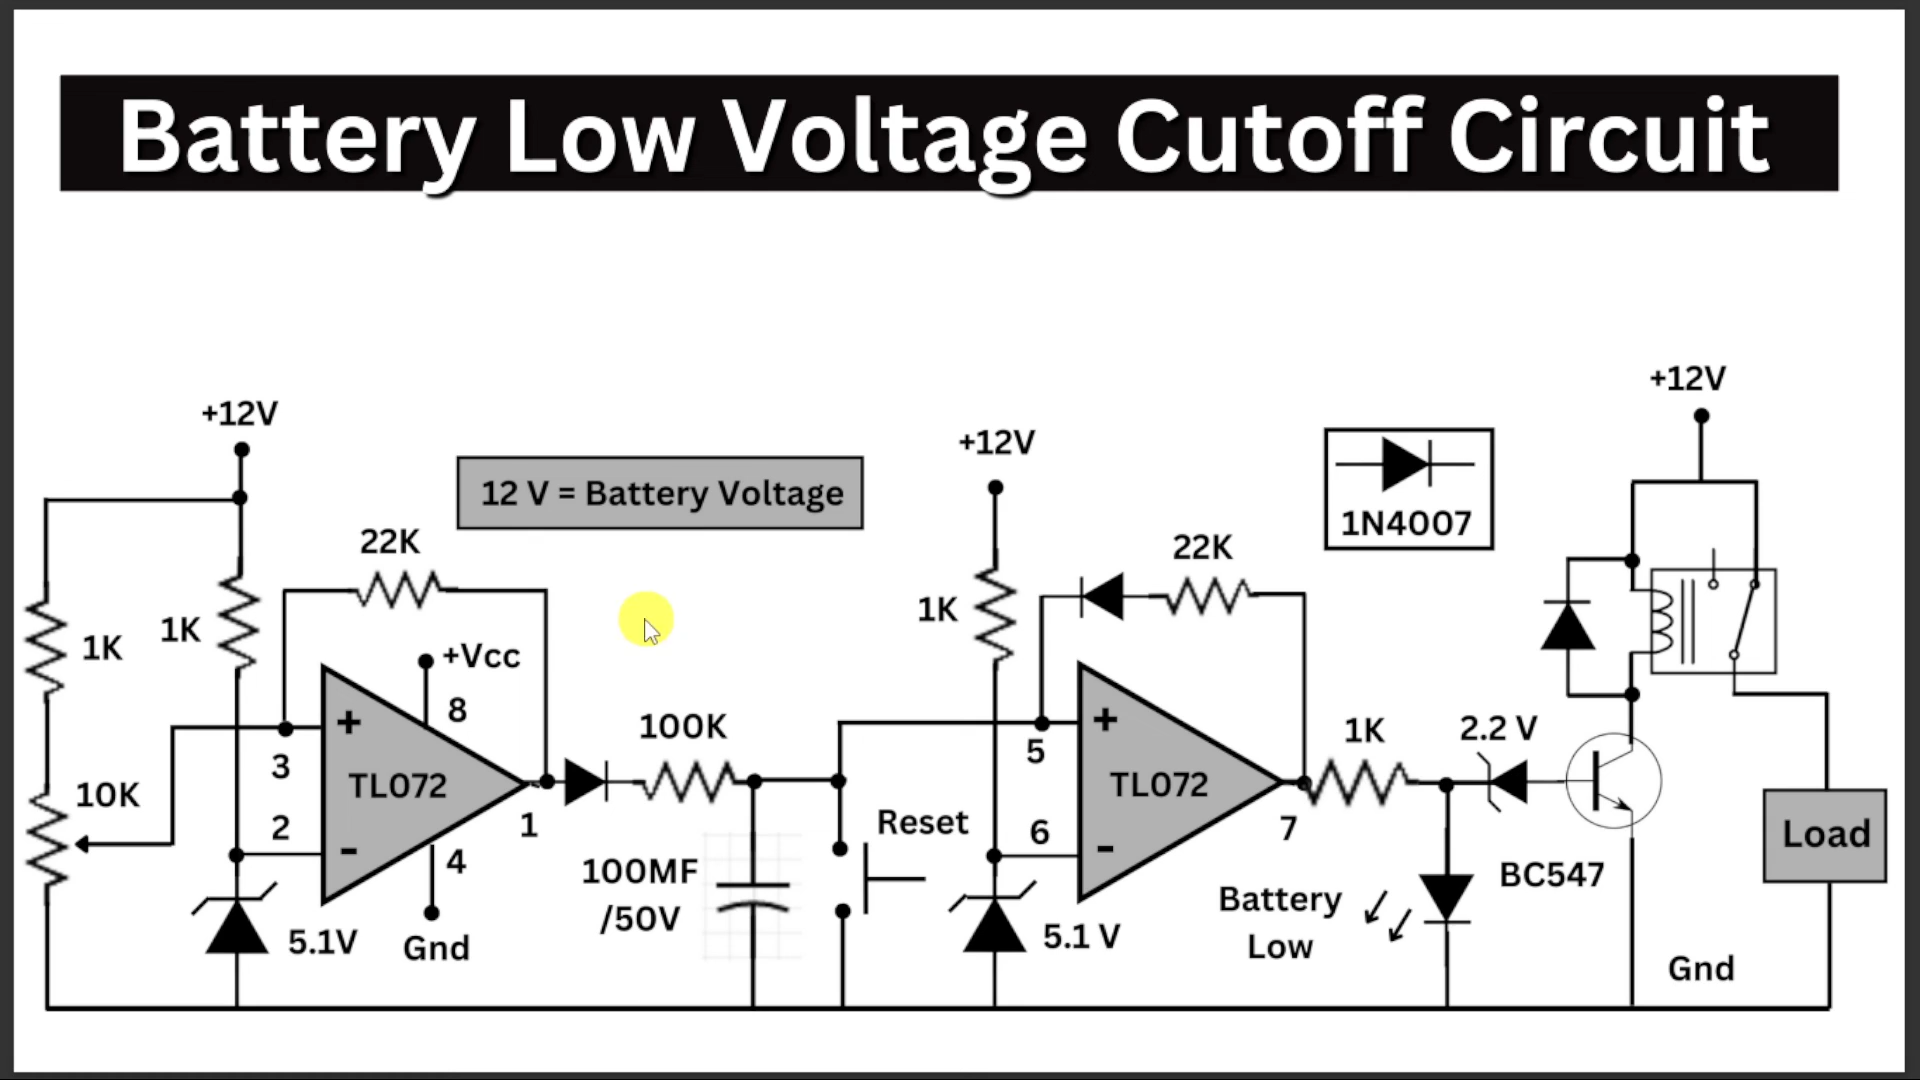 Battery Low Voltage Cutoff Circuit
+12V
+12V
+12V
12 V = Battery Voltage
1N4007
22K
22K
1K
1K
1K
+Vcc
8
+
3
TL072
10K
2
-
1
4
5.1V
Gnd
100K
100MF
/50V
Reset
+
5
TL072
6
-
7
5.1 V
1K
2.2 V
Battery
Low
BC547
Load
Gnd